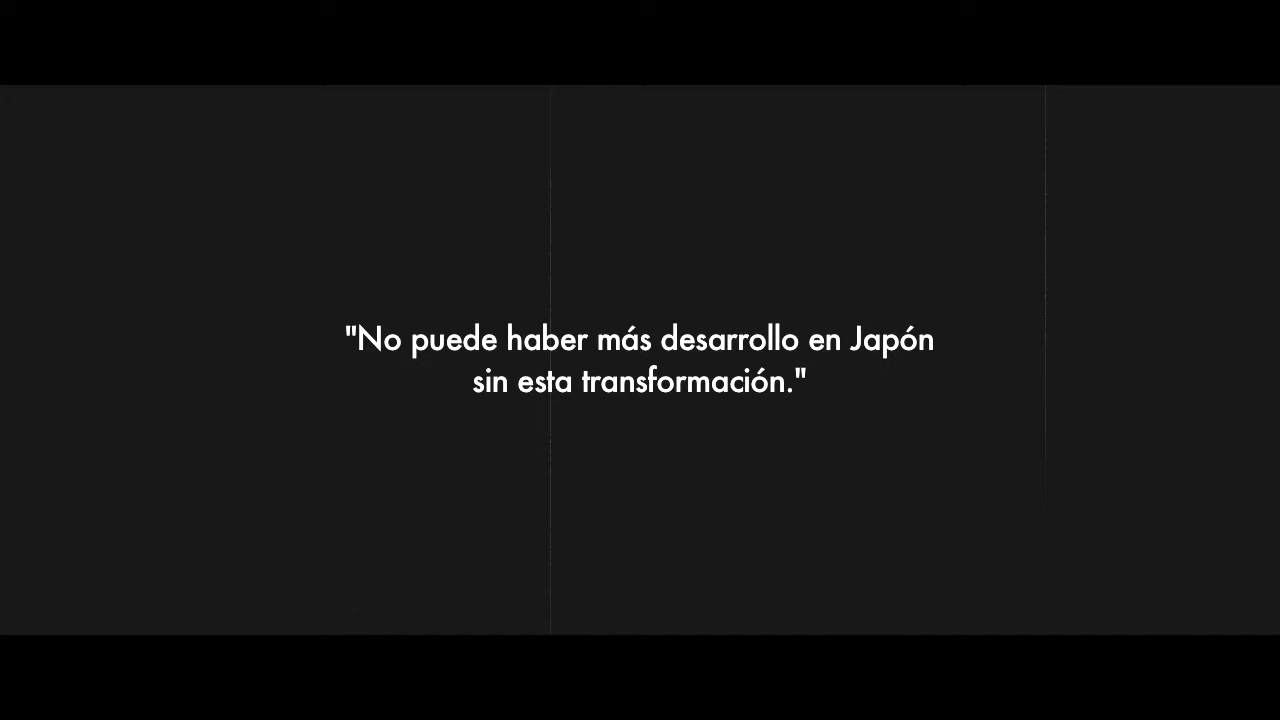 "No puede haber más desarrollo en Japón
sin esta transformación."